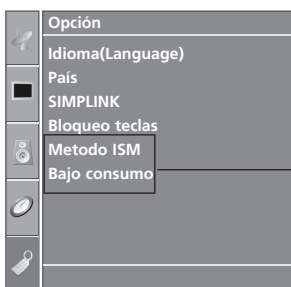 Opción
Idioma(Language)
País
SIMPLINK
Bloqueo teclas
Metodo ISM
Bajo consumo